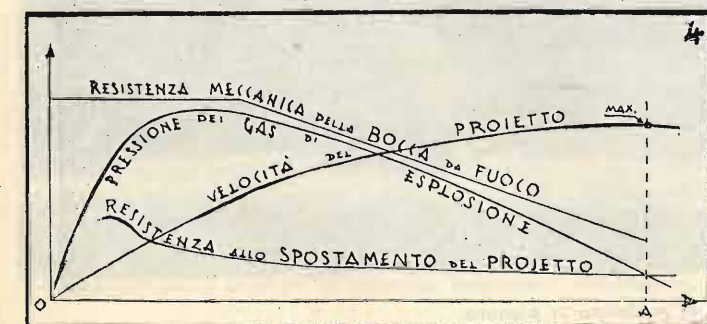 4
RESISTENZA MECCANICA DELLA BOCCA DA FUOCO
PRESSIONE DEI GAS DI ESPLOSIONE
VELOCITÀ DEL PROIETTO
MAX.
RESISTENZA ALLO SPOSTAMENTO DEL PROJETTO
O
A